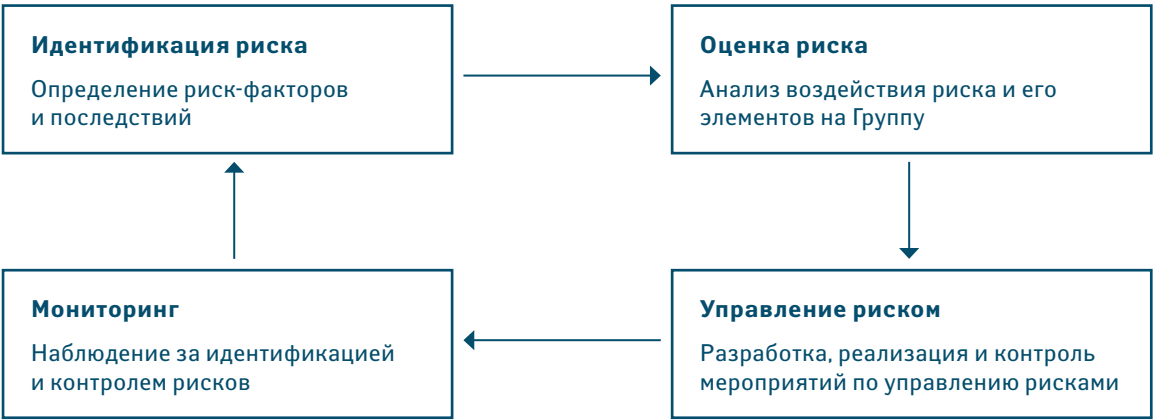 Идентификация риска
Определение риск-факторов
и последствий
Оценка риска
Анализ воздействия риска и его
элементов на Группу
Мониторинг
Наблюдение за идентификацией
и контролем рисков
Управление риском
Разработка, реализация и контроль
мероприятий по управлению рисками